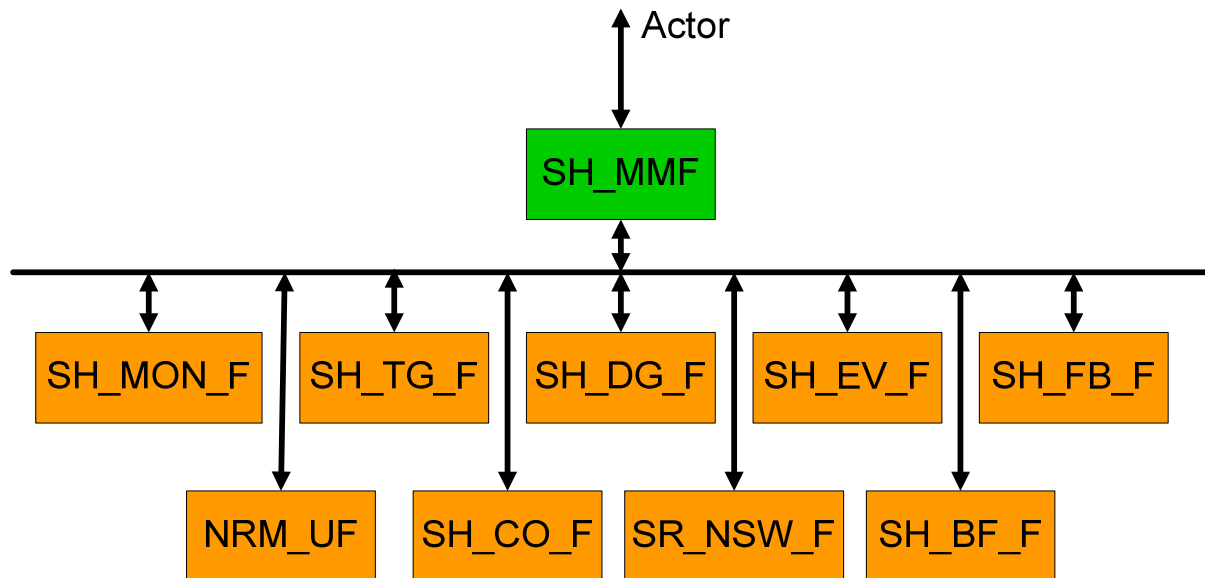 Actor
SH_MMF
SH_MON_F
SH_TG_F
SH_DG_F
SH_EV_F
SH_FB_F
NRM_UF
SH_CO_F
SR_NSW_F
SH_BF_F